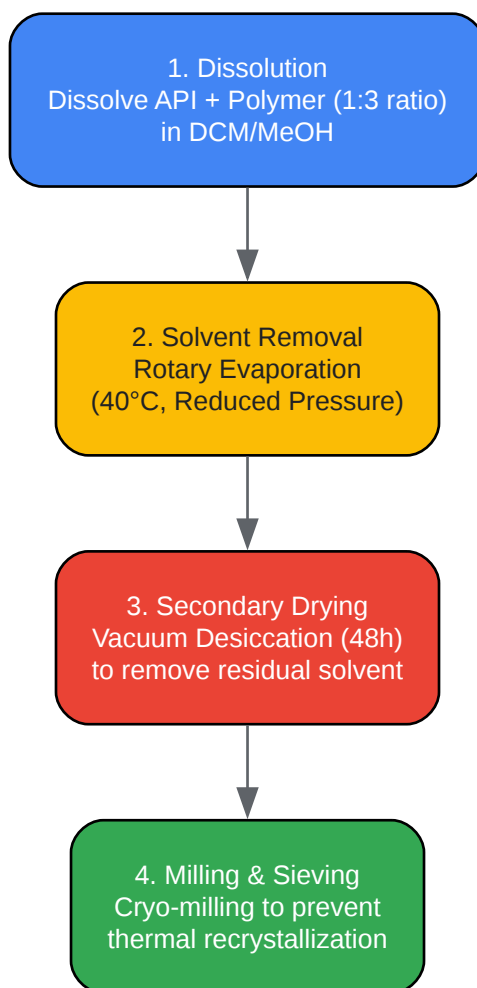 1. Dissolution
Dissolve API + Polymer (1:3 ratio)
in DCM/MeOH
2. Solvent Removal
Rotary Evaporation
(40°C, Reduced Pressure)
3. Secondary Drying
Vacuum Desiccation (48h)
to remove residual solvent
4. Milling & Sieving
Cryo-milling to prevent
thermal recrystallization